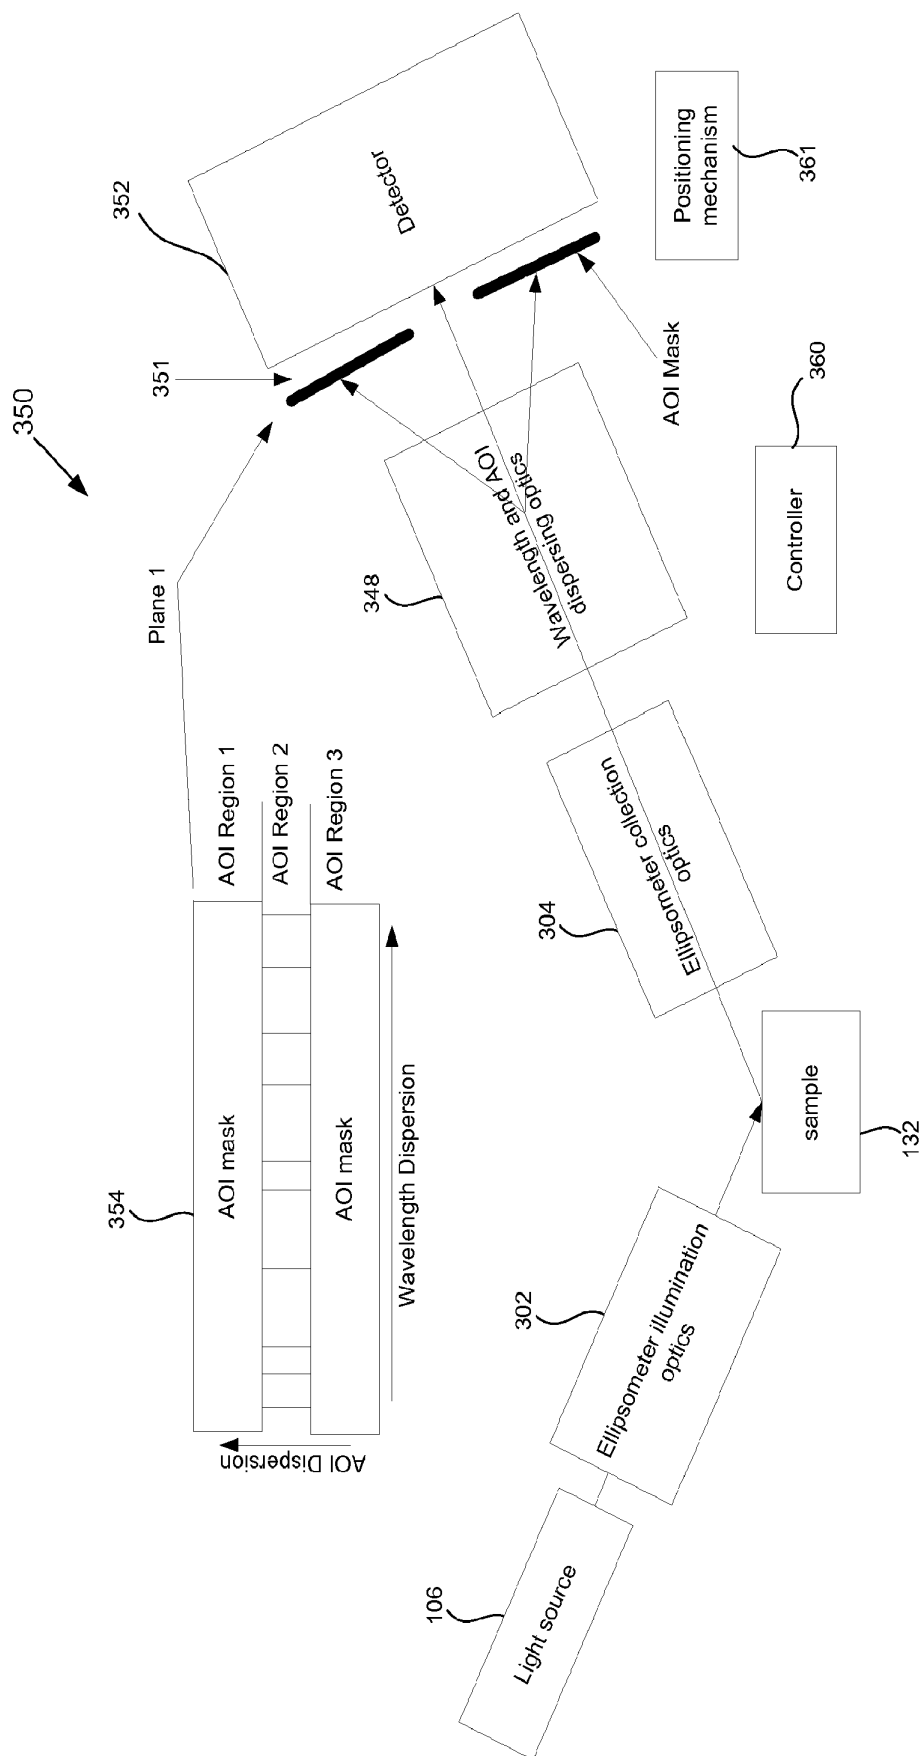 350
352
Detector
351
Plane 1
Positioning
mechanism
361
AOI Mask
360
Controller
348
Wavelength and AOI
dispersing optics
AOI Region 1
AOI Region 2
AOI Region 3
354
AOI mask
AOI mask
Wavelength Dispersion
AOI Dispersion
304
Ellipsometer collection
optics
sample
132
302
Ellipsometer illumination
optics
106
Light source